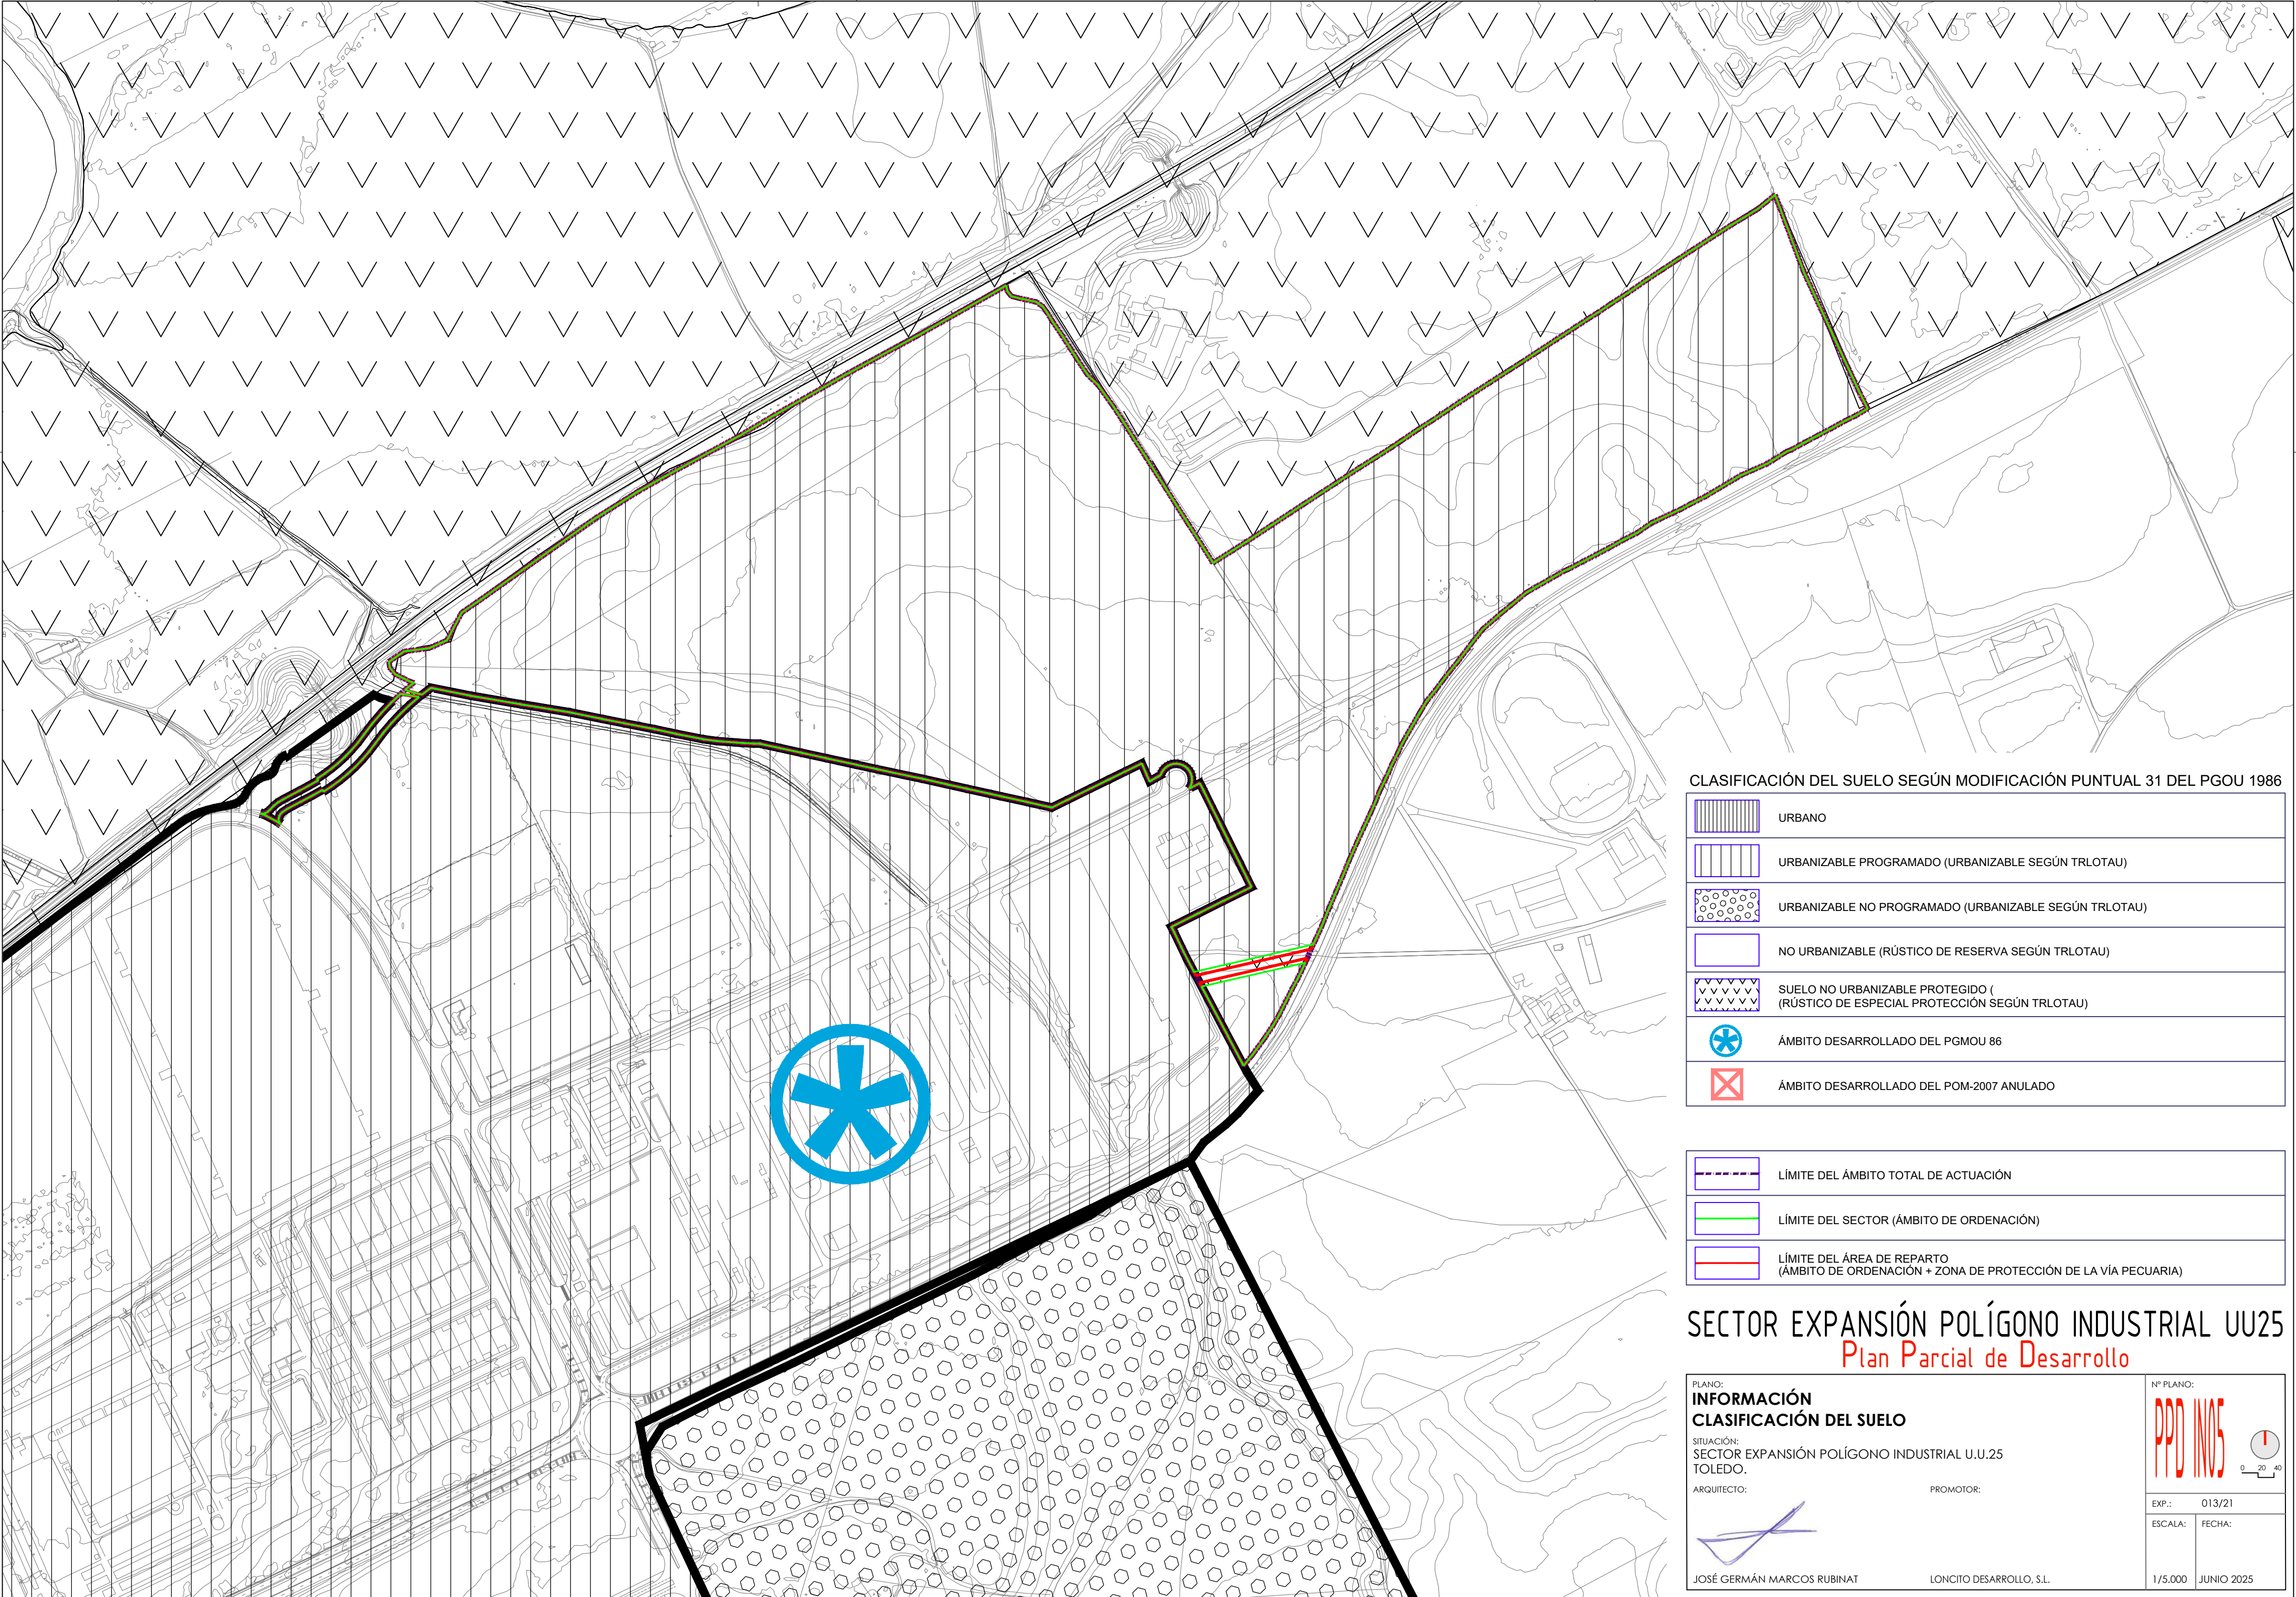 CLASIFICACIÓN DEL SUELO SEGÚN MODIFICACIÓN PUNTUAL 31 DEL PGOU 1986
URBANO
URBANIZABLE PROGRAMADO (URBANIZABLE SEGÚN TRLOTAU)
URBANIZABLE NO PROGRAMADO (URBANIZABLE SEGÚN TRLOTAU)
NO URBANIZABLE (RÚSTICO DE RESERVA SEGÚN TRLOTAU)
SUELO NO URBANIZABLE PROTEGIDO (
(RÚSTICO DE ESPECIAL PROTECCIÓN SEGÚN TRLOTAU)
ÁMBITO DESARROLLADO DEL PGMOU 86
ÁMBITO DESARROLLADO DEL POM-2007 ANULADO
LÍMITE DEL ÁMBITO TOTAL DE ACTUACIÓN
LÍMITE DEL SECTOR (ÁMBITO DE ORDENACIÓN)
LÍMITE DEL ÁREA DE REPARTO
(ÁMBITO DE ORDENACIÓN + ZONA DE PROTECCIÓN DE LA VÍA PECUARIA)
SECTOR EXPANSIÓN POLÍGONO INDUSTRIAL UU25
Plan Parcial de Desarrollo
PLANO:
INFORMACIÓN
CLASIFICACIÓN DEL SUELO
SITUACIÓN:
SECTOR EXPANSIÓN POLÍGONO INDUSTRIAL U.U.25
TOLEDO.
ARQUITECTO:
PROMOTOR:
JOSÉ GERMÁN MARCOS RUBINAT
LONCITO DESARROLLO, S.L.
Nº PLANO:
PPD IN05
0 20 40
EXP.: 013/21
ESCALA: FECHA:
1/5.000 JUNIO 2025